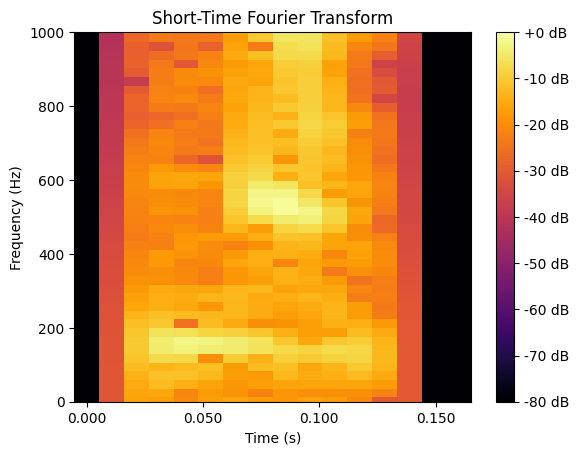 Short-Time Fourier Transform
1000
800
600
400
200
0
Frequency (Hz)
0.000
0.050
0.100
0.150
Time (s)
+0 dB
-10 dB
-20 dB
-30 dB
-40 dB
-50 dB
-60 dB
-70 dB
-80 dB